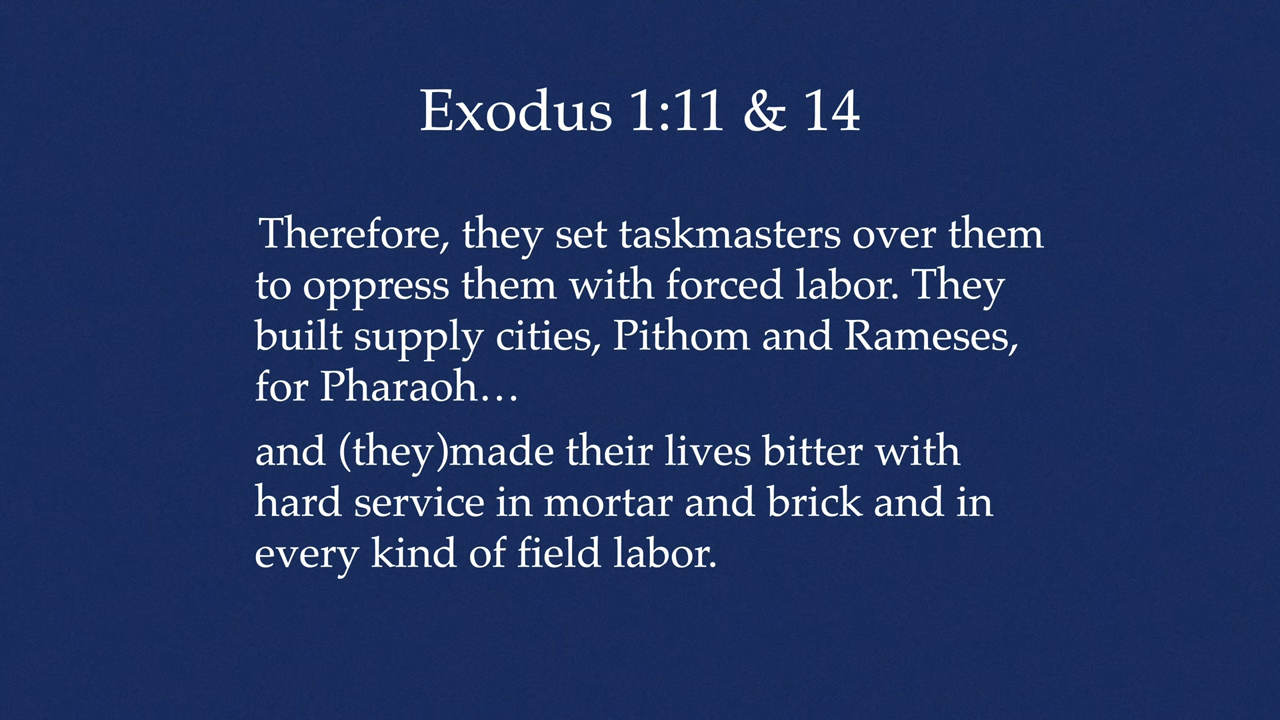 Exodus 1:11 & 14
Therefore, they set taskmasters over them
to oppress them with forced labor. They
built supply cities, Pithom and Rameses,
for Pharaoh…
and (they)made their lives bitter with
hard service in mortar and brick and in
every kind of field labor.